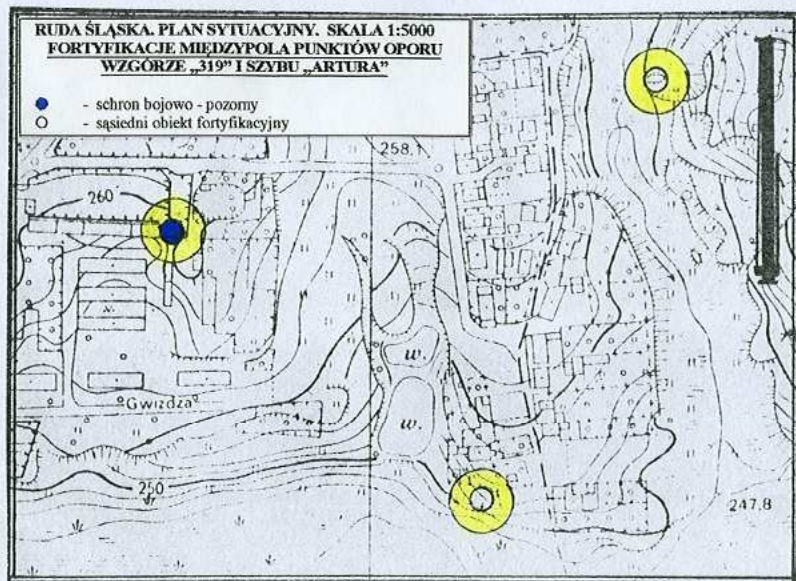 RUDA ŚLĄSKA. PLAN SYTUACYJNY. SKALA 1:5000
FORTYFIKACJE MIĘDZYPOLA PUNKTÓW OPORU
WZGÓRZE „319” I SZYBU „ARTURA”
- schron bojowo - pozorny
- sąsiedni obiekt fortyfikacyjny
258.1
260
w.
Gwizdza
w.
250
247.8